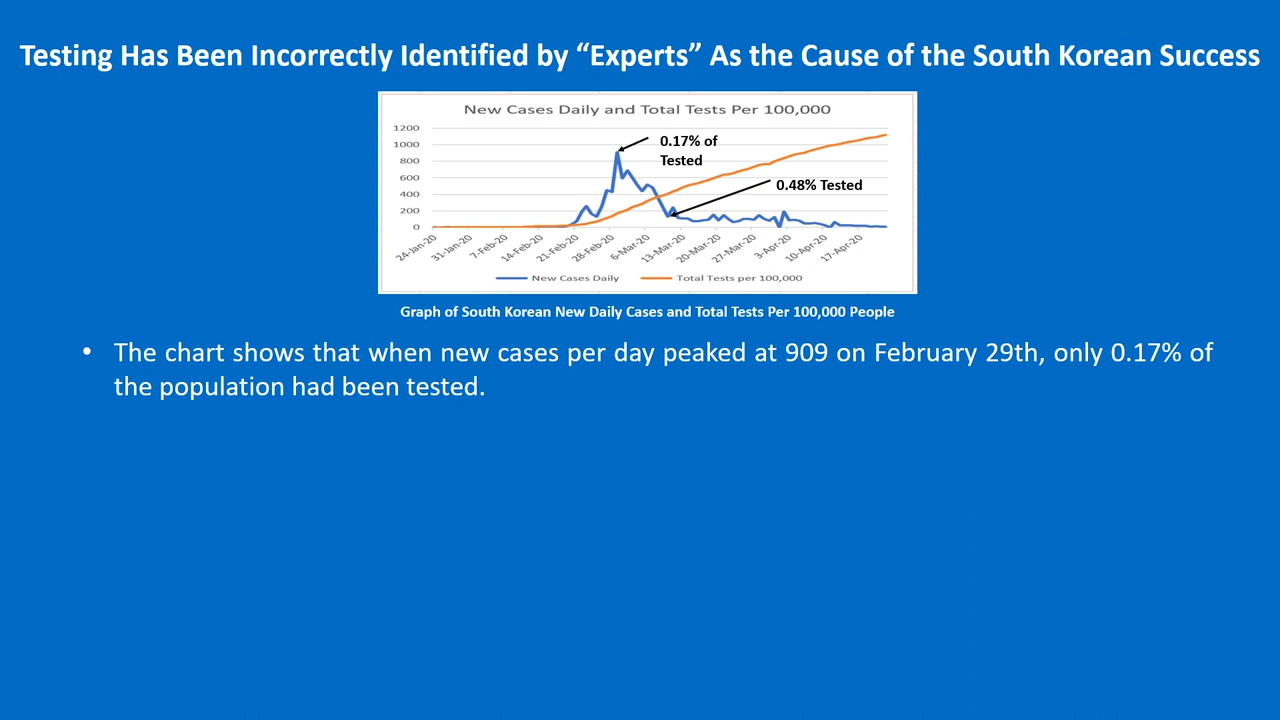 Testing Has Been Incorrectly Identified by “Experts” As the Cause of the South Korean Success
New Cases Daily and Total Tests Per 100,000
1200
1000
800
600
400
200
0
0.17% of
Tested
0.48% Tested
24-Jan-20
31-Jan-20
7-Feb-20
14-Feb-20
21-Feb-20
28-Feb-20
6-Mar-20
13-Mar-20
20-Mar-20
27-Mar-20
3-Apr-20
10-Apr-20
17-Apr-20
New Cases Daily
Total Tests per 100,000
Graph of South Korean New Daily Cases and Total Tests Per 100,000 People
• The chart shows that when new cases per day peaked at 909 on February 29th, only 0.17% of
the population had been tested.